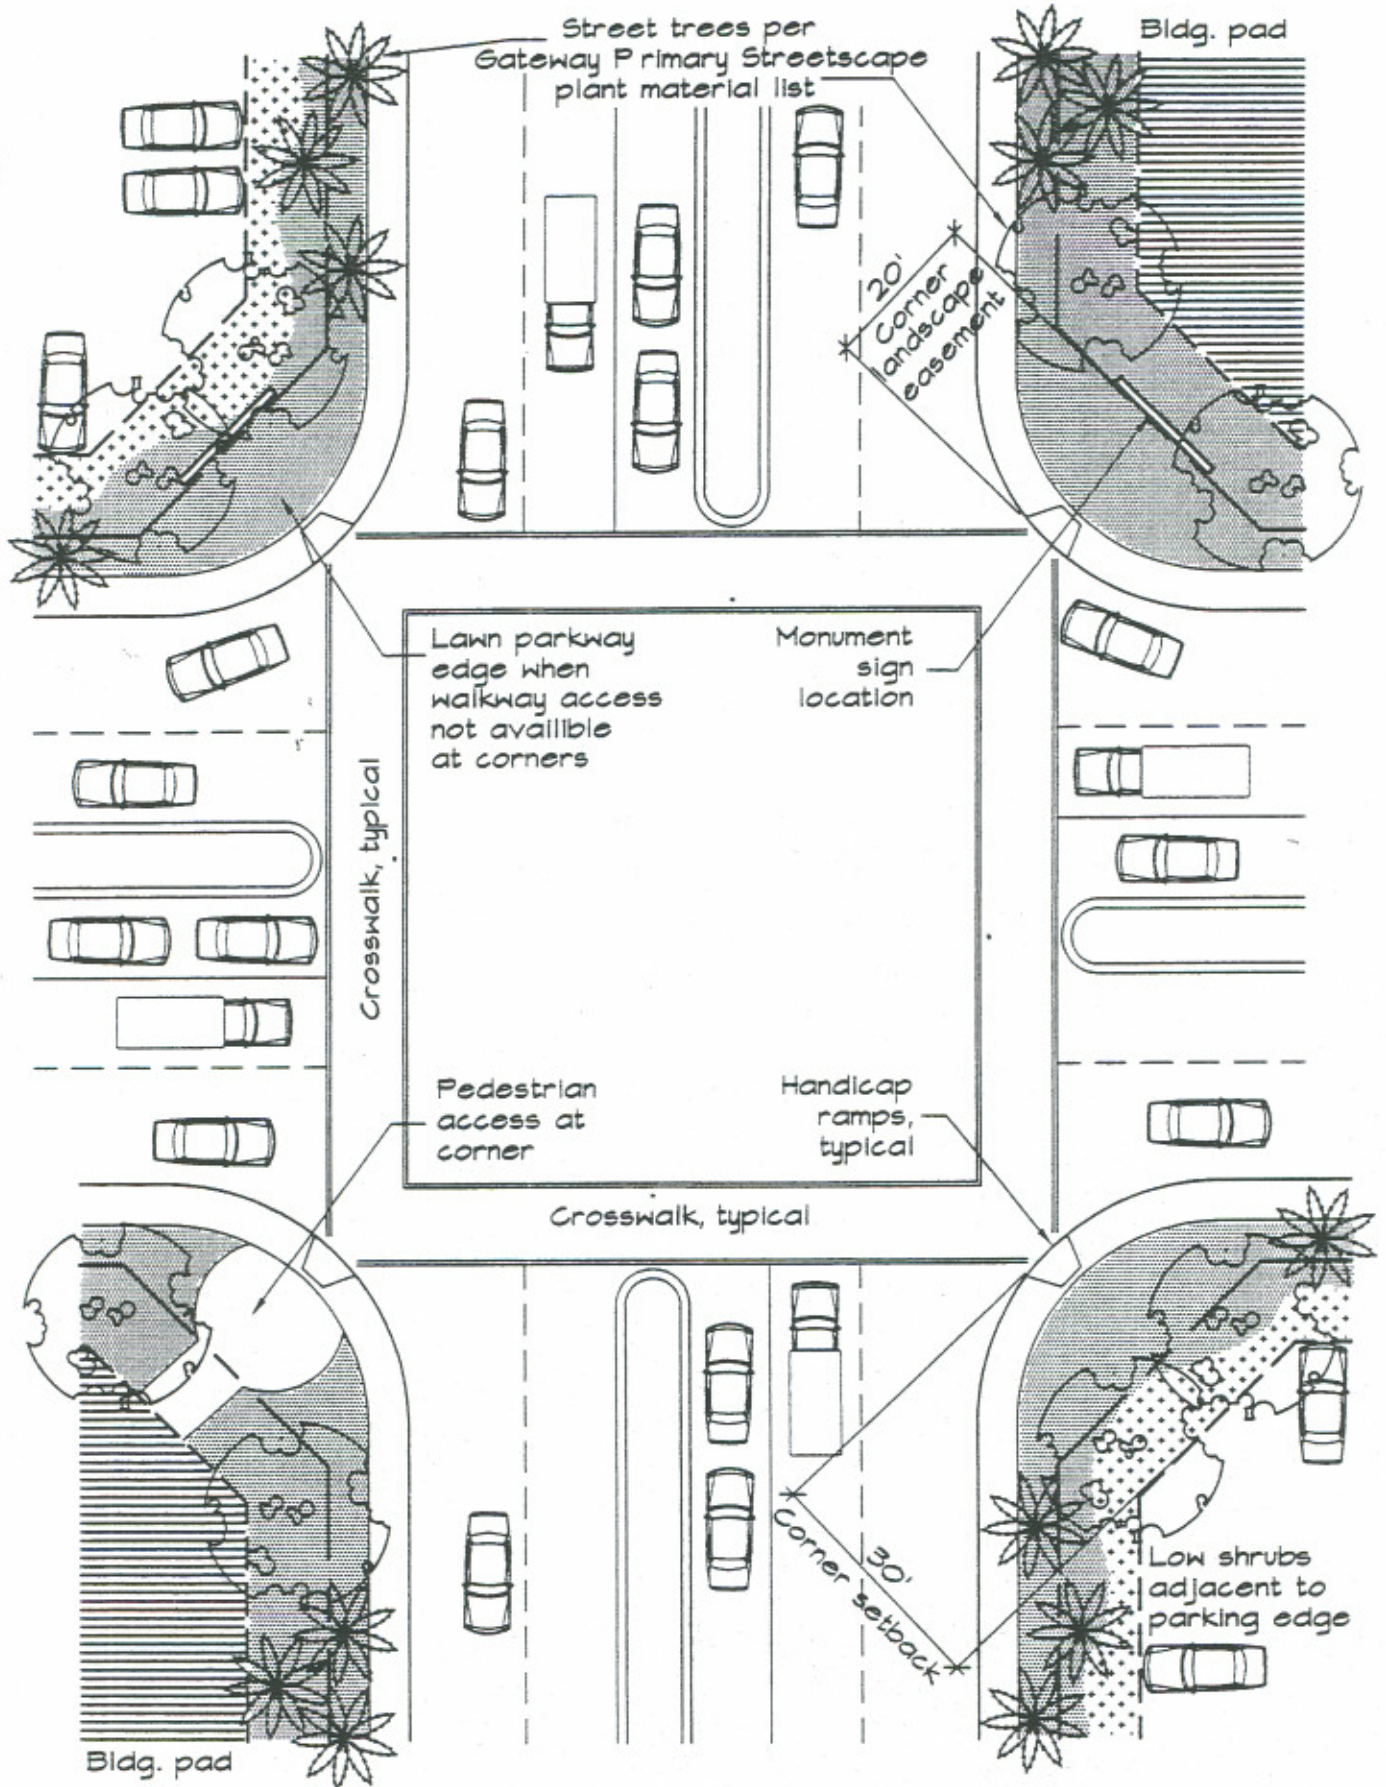 Street trees per
Gateway Primary Streetscape
plant material list
Bldg. pad
20'
Corner
landscape
easement
Lawn parkway
edge when
walkway access
not availible
at corners
Monument
sign
location
Crosswalk, typical
Pedestrian
access at
corner
Handicap
ramps,
typical
Crosswalk, typical
30'
Corner setback
Low shrubs
adjacent to
parking edge
Bldg. pad